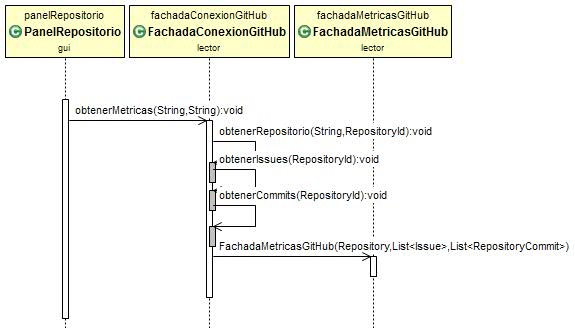 panelRepositorio
C PanelRepositorio
gui
fachadaConexionGitHub
C FachadaConexionGitHub
lector
fachadaMetricasGitHub
C FachadaMetricasGitHub
lector
obtenerMetricas(String,String):void
obtenerRepositorio(String,RepositoryId):void
obtenerIssues(RepositoryId):void
obtenerCommits(RepositoryId):void
FachadaMetricasGitHub(Repository,List<Issue>,List<RepositoryCommit>)